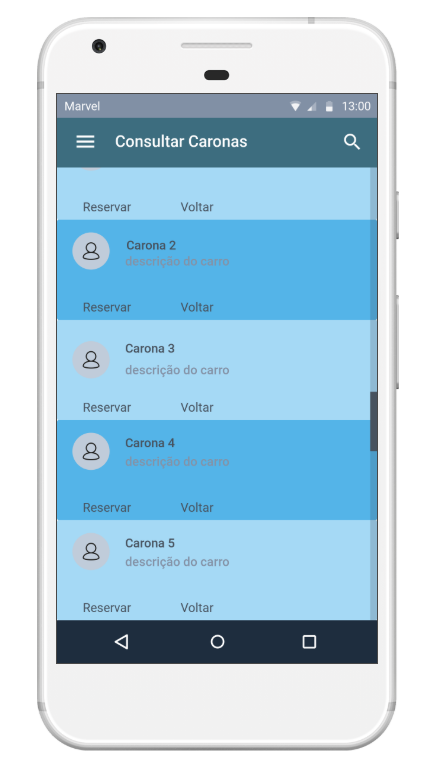 Marvel 13:00
Consultar Caronas
Reservar Voltar
Carona 2
descrição do carro
Reservar Voltar
Carona 3
descrição do carro
Reservar Voltar
Carona 4
descrição do carro
Reservar Voltar
Carona 5
descrição do carro
Reservar Voltar